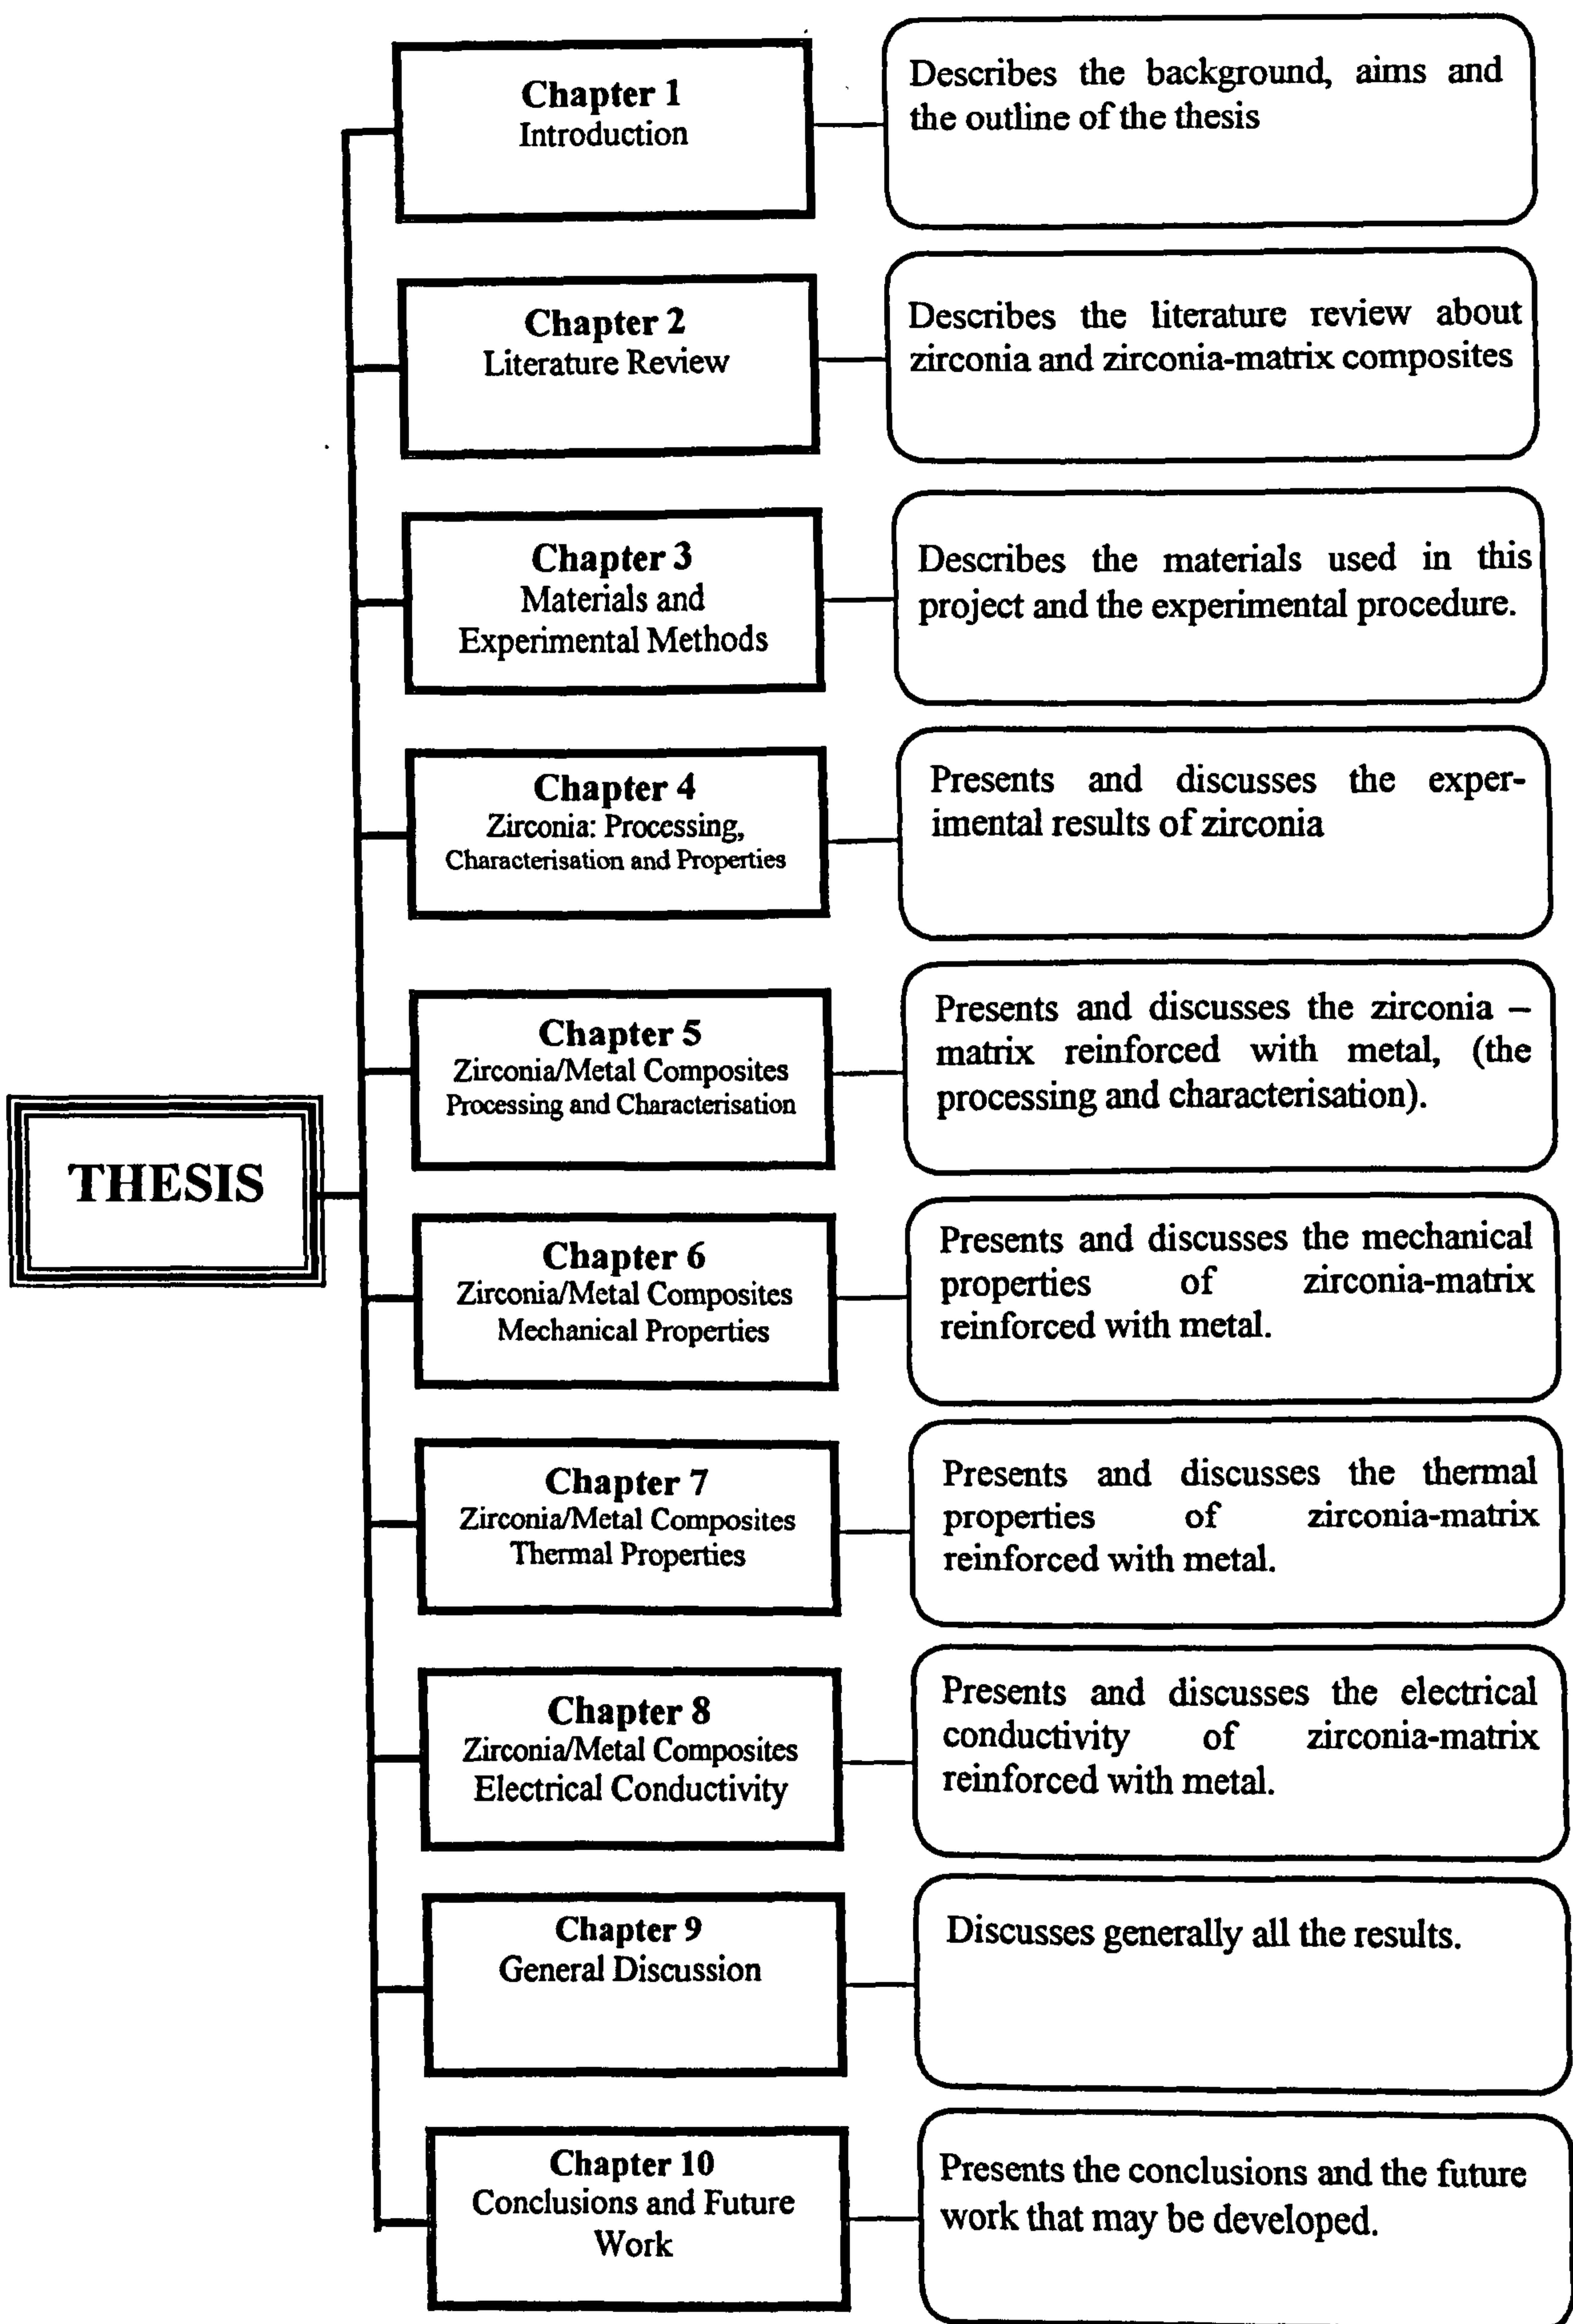 Chapter 1
Introduction
Describes the background, aims and
the outline of the thesis
Chapter 2
Literature Review
Describes the literature review about
zirconia and zirconia-matrix composites
Chapter 3
Materials and
Experimental Methods
Describes the materials used in this
project and the experimental procedure.
Chapter 4
Zirconia: Processing,
Characterisation and Properties
Presents and discusses the exper-
imental results of zirconia
Chapter 5
Zirconia/Metal Composites
Processing and Characterisation
Presents and discusses the zirconia –
matrix reinforced with metal, (the
processing and characterisation).
THESIS
Chapter 6
Zirconia/Metal Composites
Mechanical Properties
Presents and discusses the mechanical
properties of zirconia-matrix
reinforced with metal.
Chapter 7
Zirconia/Metal Composites
Thermal Properties
Presents and discusses the thermal
properties of zirconia-matrix
reinforced with metal.
Chapter 8
Zirconia/Metal Composites
Electrical Conductivity
Presents and discusses the electrical
conductivity of zirconia-matrix
reinforced with metal.
Chapter 9
General Discussion
Discusses generally all the results.
Chapter 10
Conclusions and Future
Work
Presents the conclusions and the future
work that may be developed.